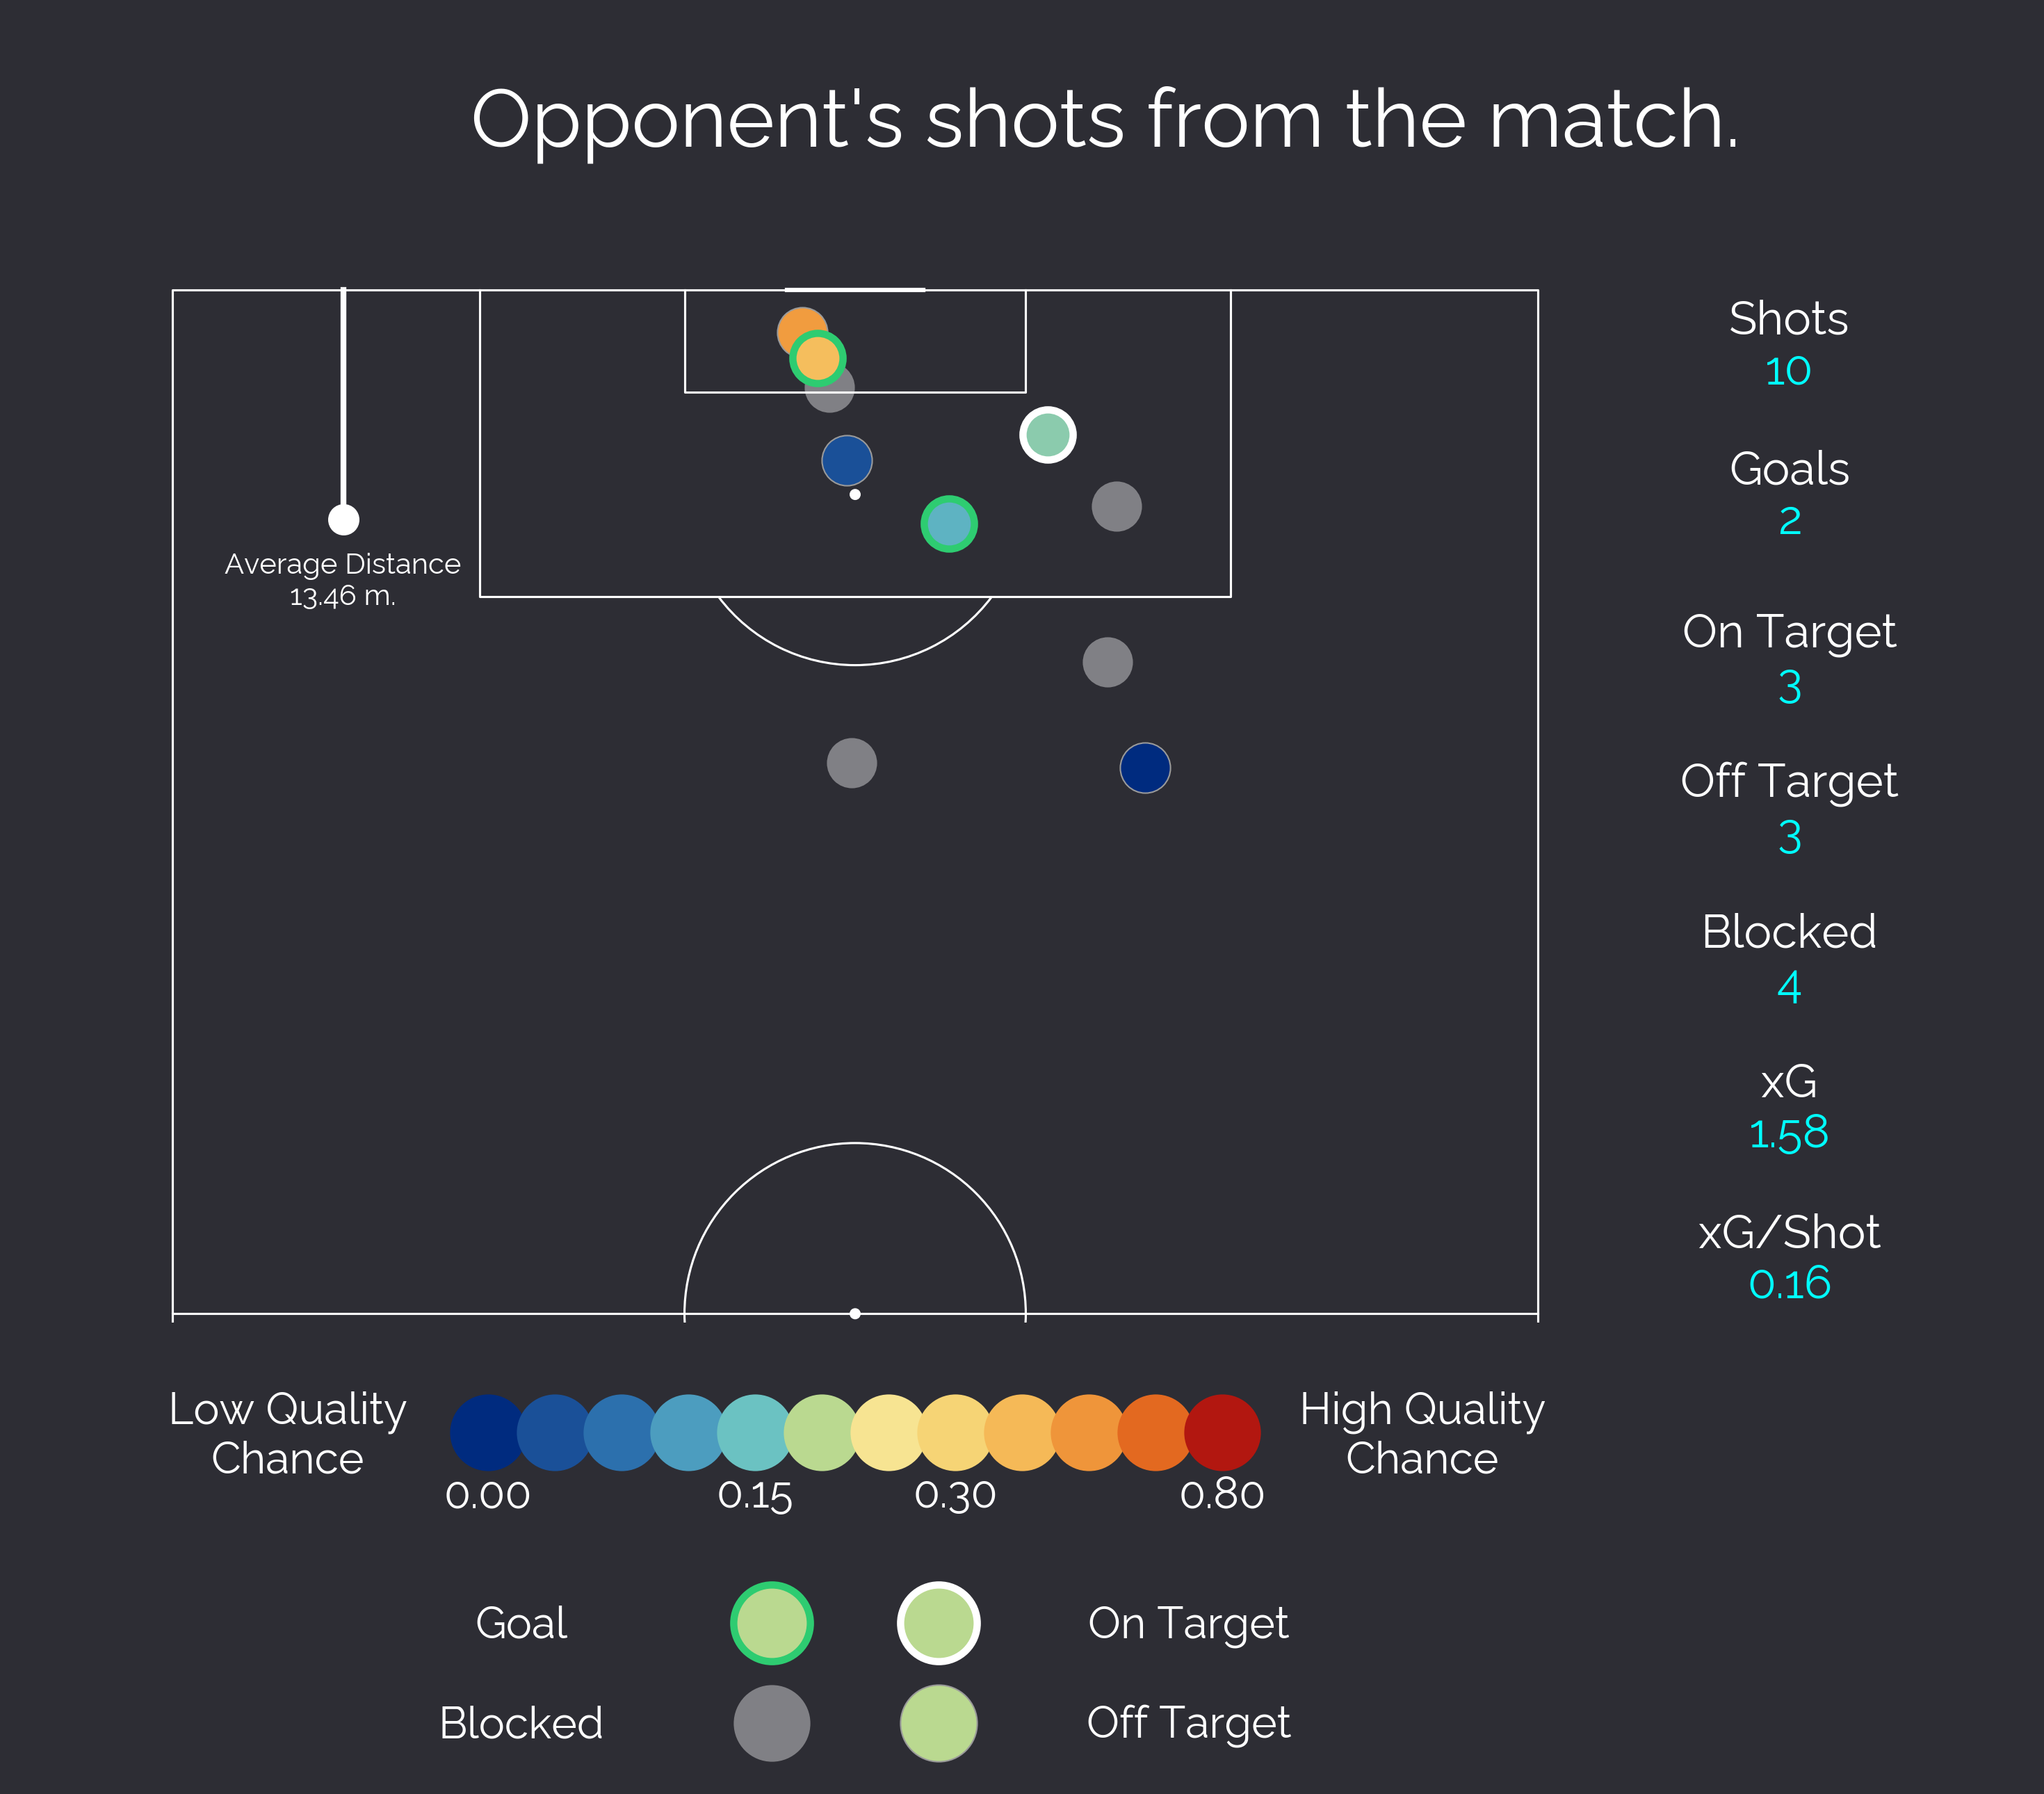 Opponent's shots from the match.
Average Distance
13.46 m.
Shots
10
Goals
2
On Target
3
Off Target
3
Blocked
4
xG
1.58
xG/Shot
0.16
Low Quality
Chance
0.00
0.15
0.30
0.80
High Quality
Chance
Goal
On Target
Blocked
Off Target